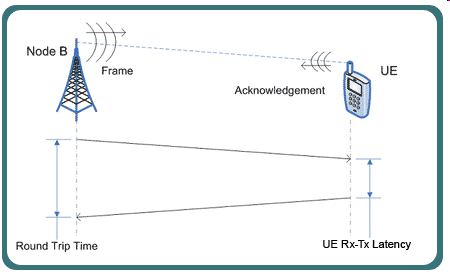 Node B
Frame
UE
Acknowledgement
Round Trip Time
UE Rx-Tx Latency